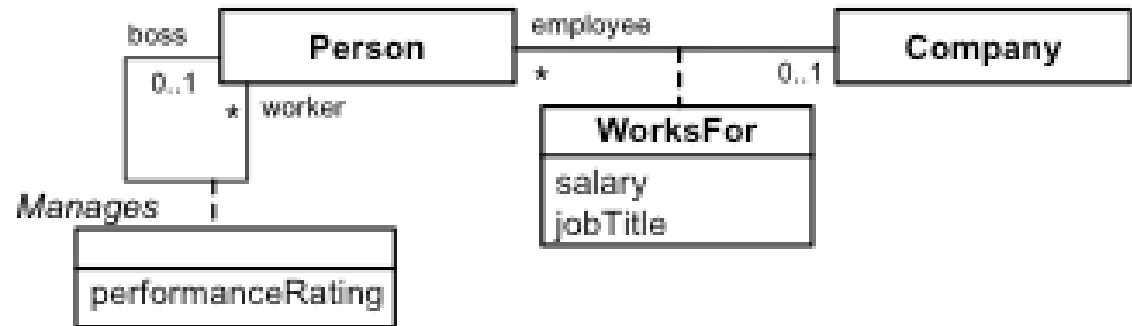 boss
Person
employee
Company
0..1
*
0..1
*
worker
WorksFor
salary
jobTitle
Manages
performanceRating